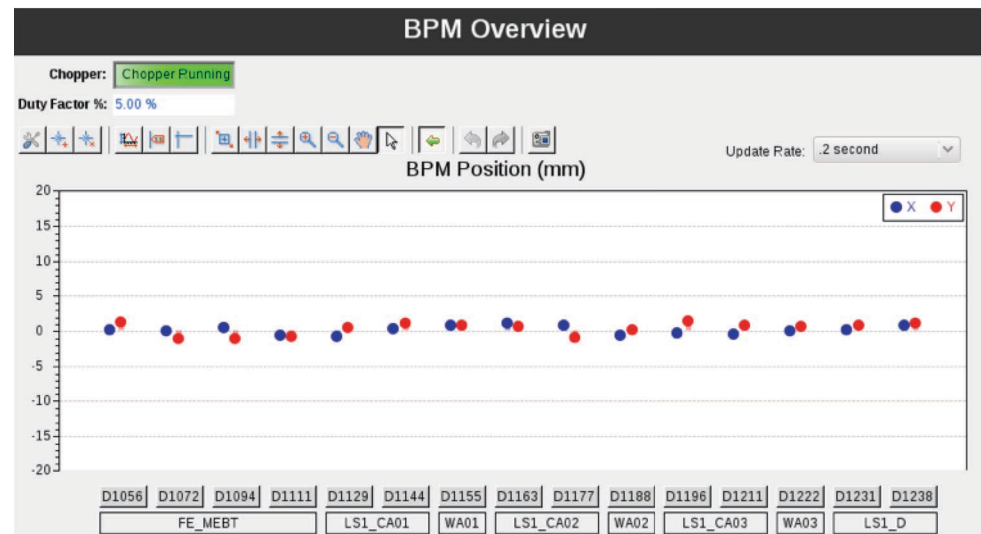 BPM Overview
Chopper: Chopper Running
Duty Factor %: 5.00 %
Update Rate: .2 second
BPM Position (mm)
X Y
20
15
10
5
0
-5
-10
-15
-20
D1056 D1072 D1094 D1111 D1129 D1144 D1155 D1163 D1177 D1188 D1196 D1211 D1222 D1231 D1238
FE_MEBT LS1_CA01 WA01 LS1_CA02 WA02 LS1_CA03 WA03 LS1_D